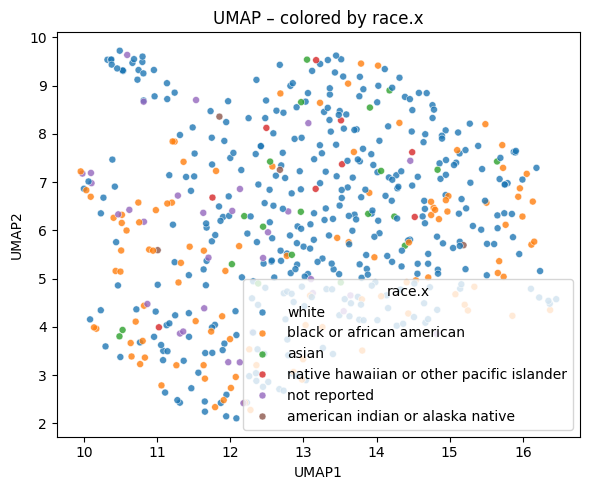 UMAP – colored by race.x
10
9
8
7
6
5
4
3
2
UMAP2
race.x
white
black or african american
asian
native hawaiian or other pacific islander
not reported
american indian or alaska native
10 11 12 13 14 15 16
UMAP1